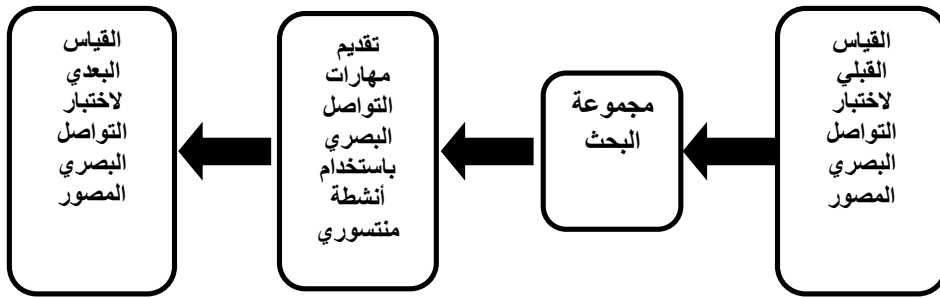 القياس
القبلي
لاختبار
التواصل
البصري
المصور
مجموعة
البحث
تقديم
مهارات
التواصل
البصري
باستخدام
أنشطة
منتسوري
القياس
البعدي
لاختبار
التواصل
البصري
المصور